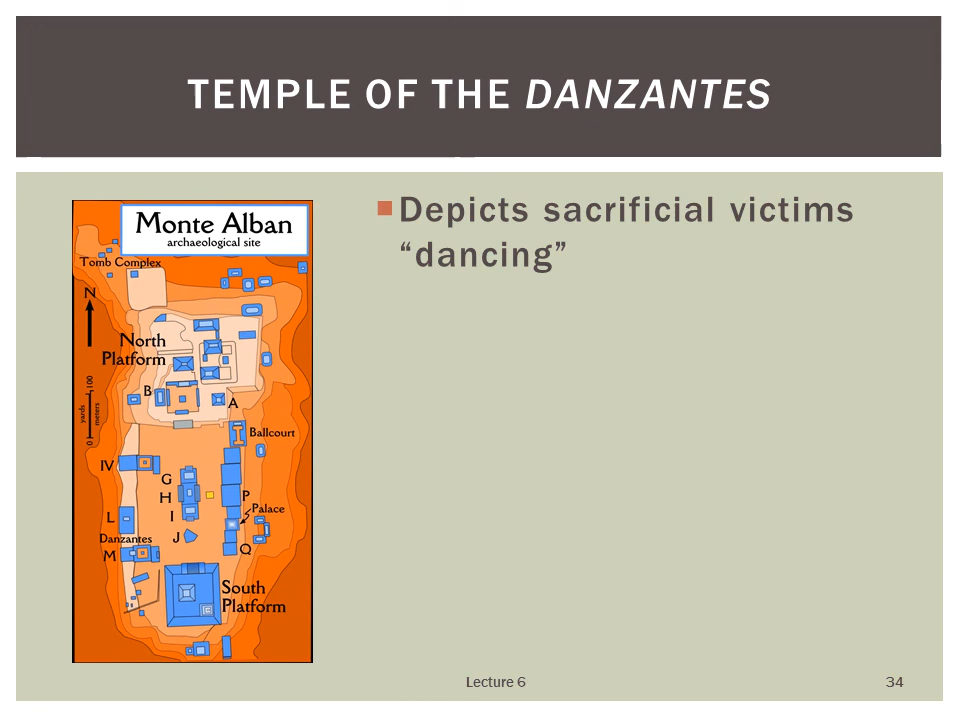 TEMPLE OF THE DANZANTES
Depicts sacrificial victims
“dancing”
Monte Alban
archaeological site
Tomb Complex
N
North
Platform
100
yards
meters
0
B
A
Ballcourt
IV
G
H
P
Palace
I
L
Danzantes
J
M
Q
South
Platform
Lecture 6
34